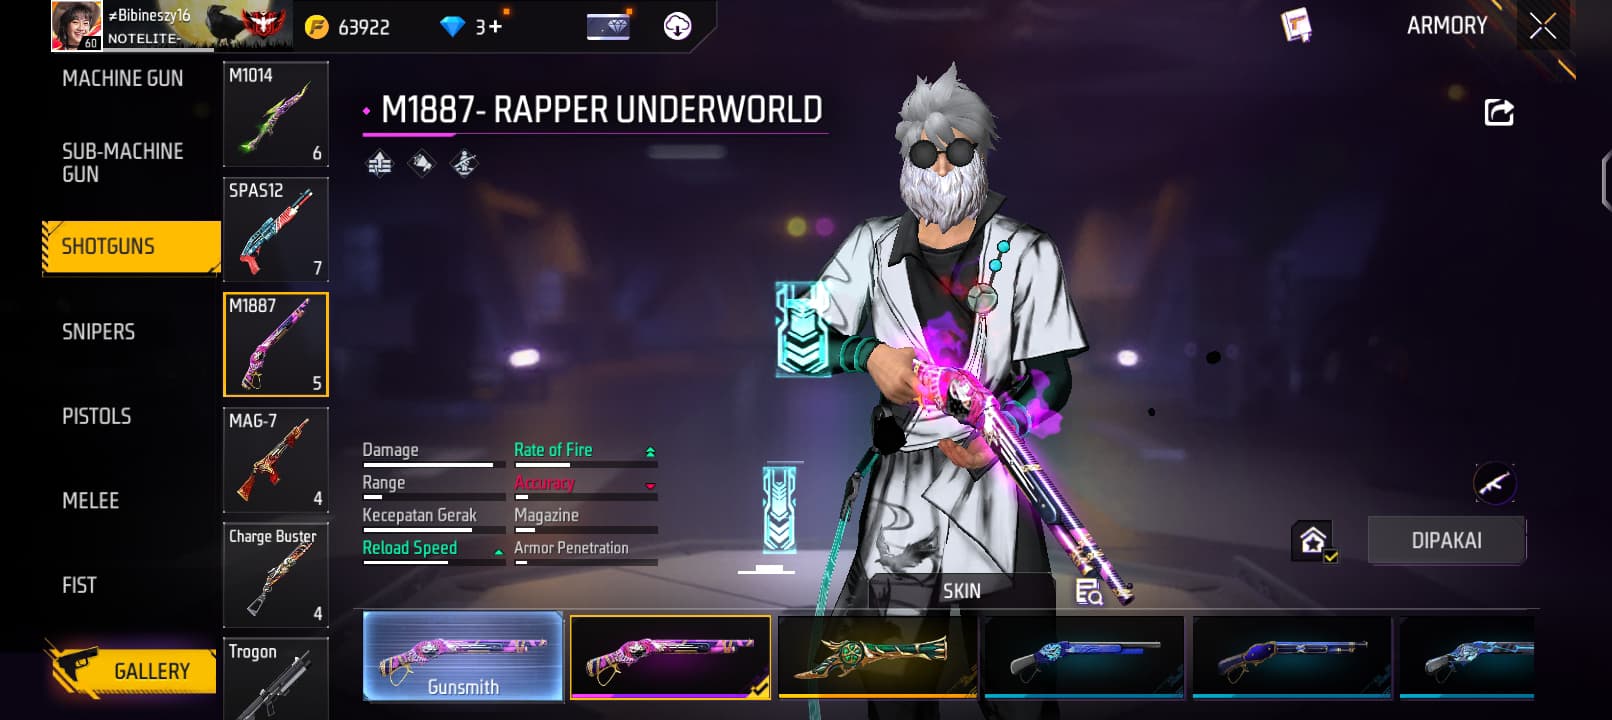 ≠Bibineszy16
60
NOTELITE-
63922
3+
ARMORY
MACHINE GUN
SUB-MACHINE
GUN
SHOTGUNS
SNIPERS
PISTOLS
MELEE
FIST
GALLERY
M1014
6
SPAS12
7
M1887
5
MAG-7
4
Charge Buster
4
Trogon
M1887- RAPPER UNDERWORLD
Damage
Rate of Fire
Range
Accuracy
Kecepatan Gerak
Magazine
Reload Speed
Armor Penetration
DIPAKAI
SKIN
Gunsmith